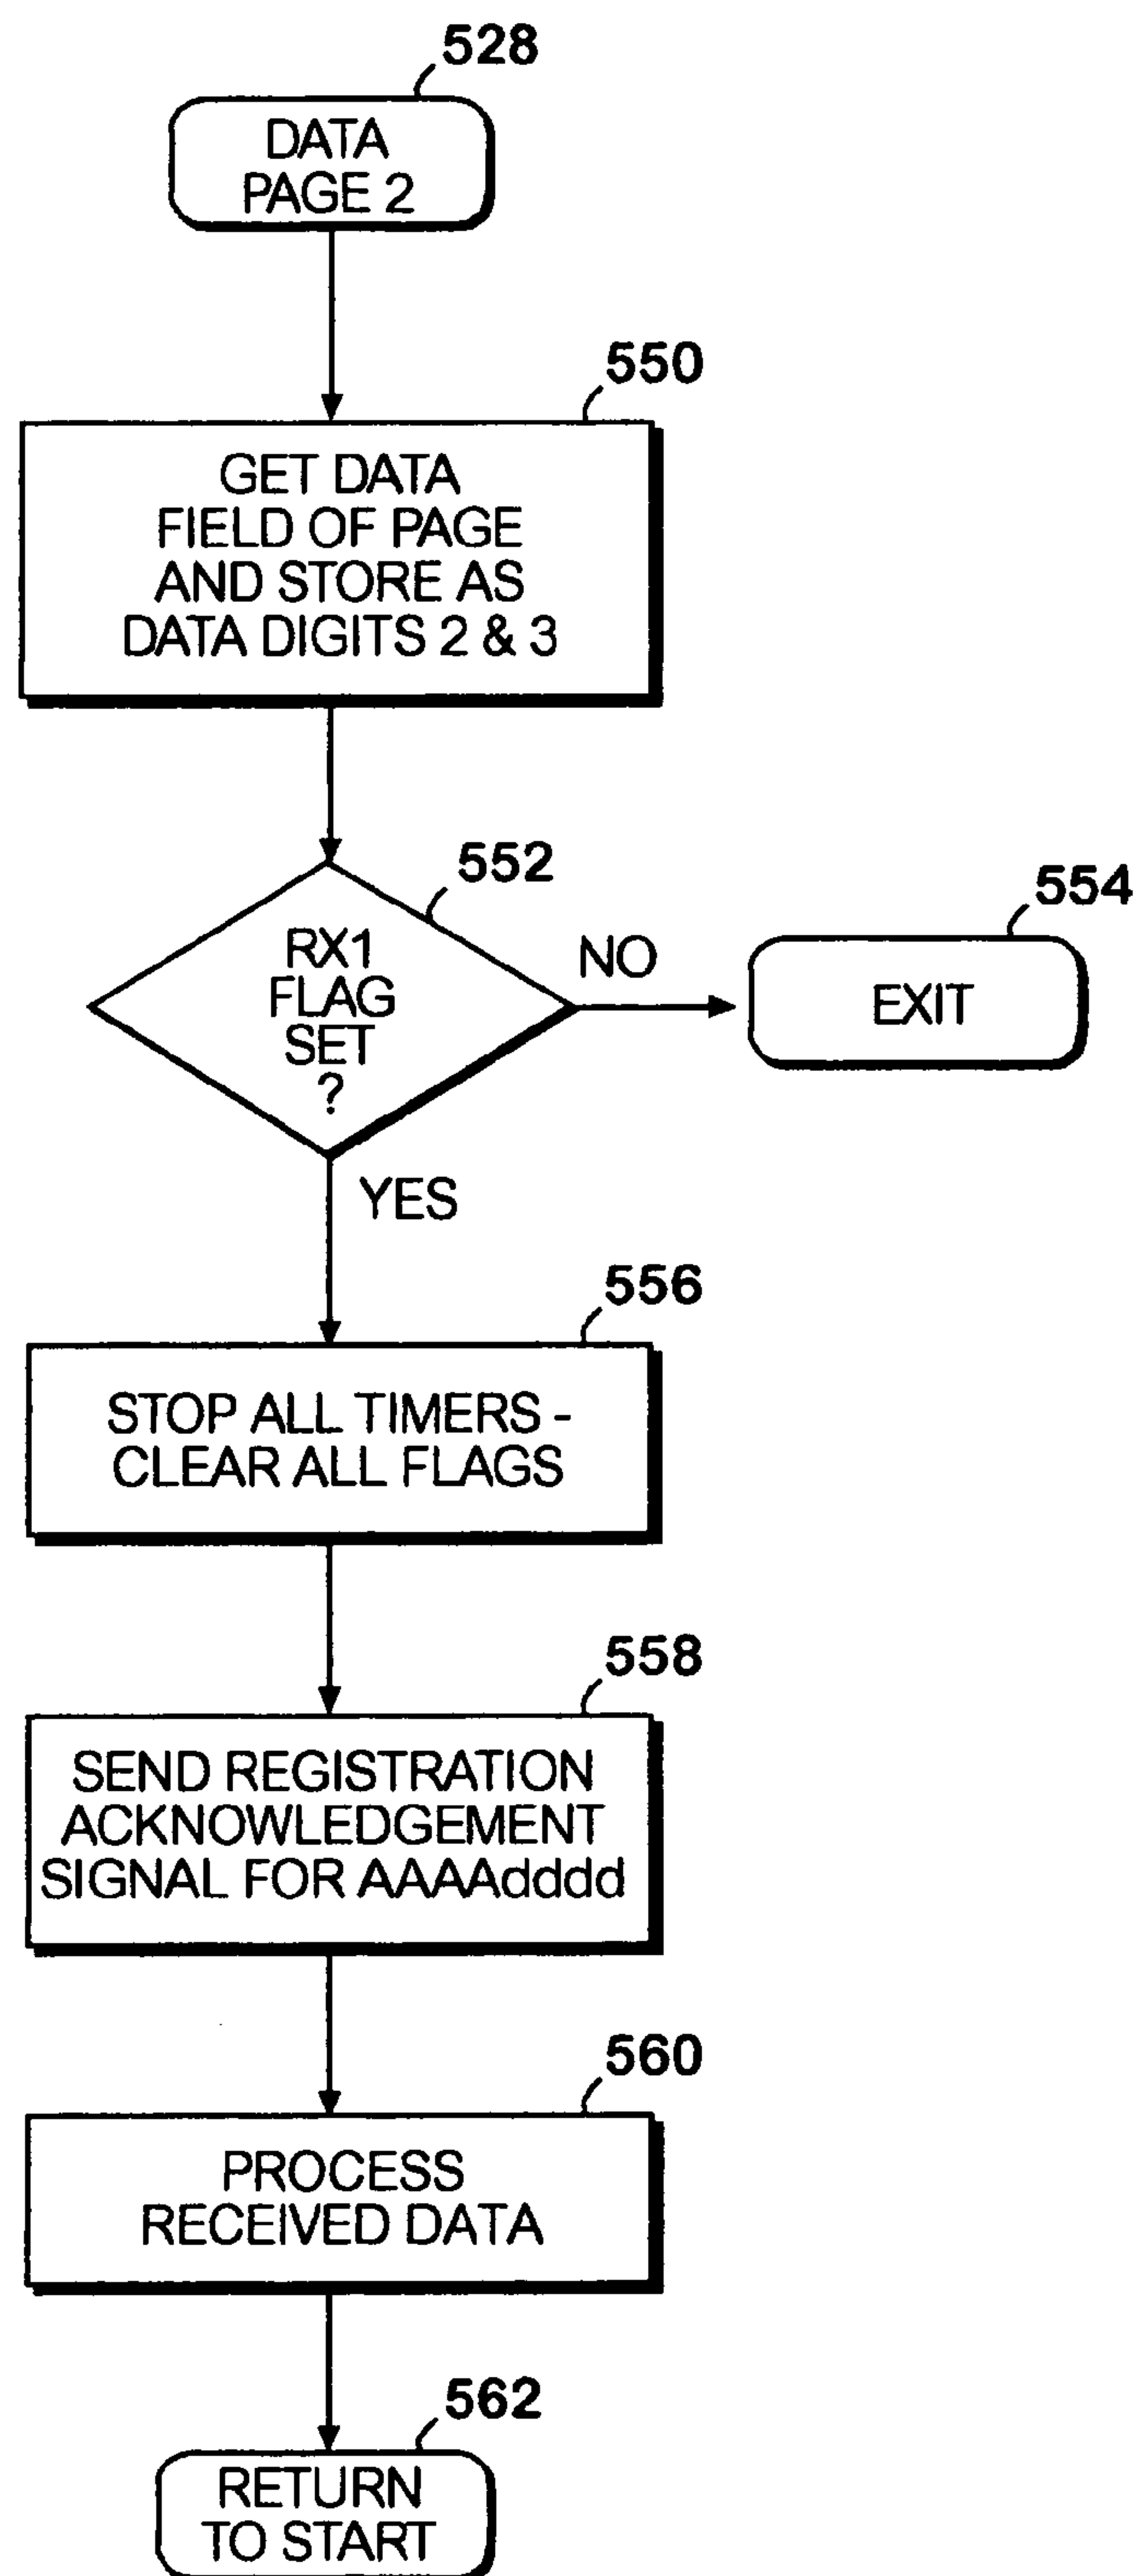 528
DATA
PAGE 2
550
GET DATA
FIELD OF PAGE
AND STORE AS
DATA DIGITS 2 & 3
552
RX1
FLAG
SET
?
NO
554
EXIT
YES
556
STOP ALL TIMERS -
CLEAR ALL FLAGS
558
SEND REGISTRATION
ACKNOWLEDGEMENT
SIGNAL FOR AAAAdddd
560
PROCESS
RECEIVED DATA
562
RETURN
TO START